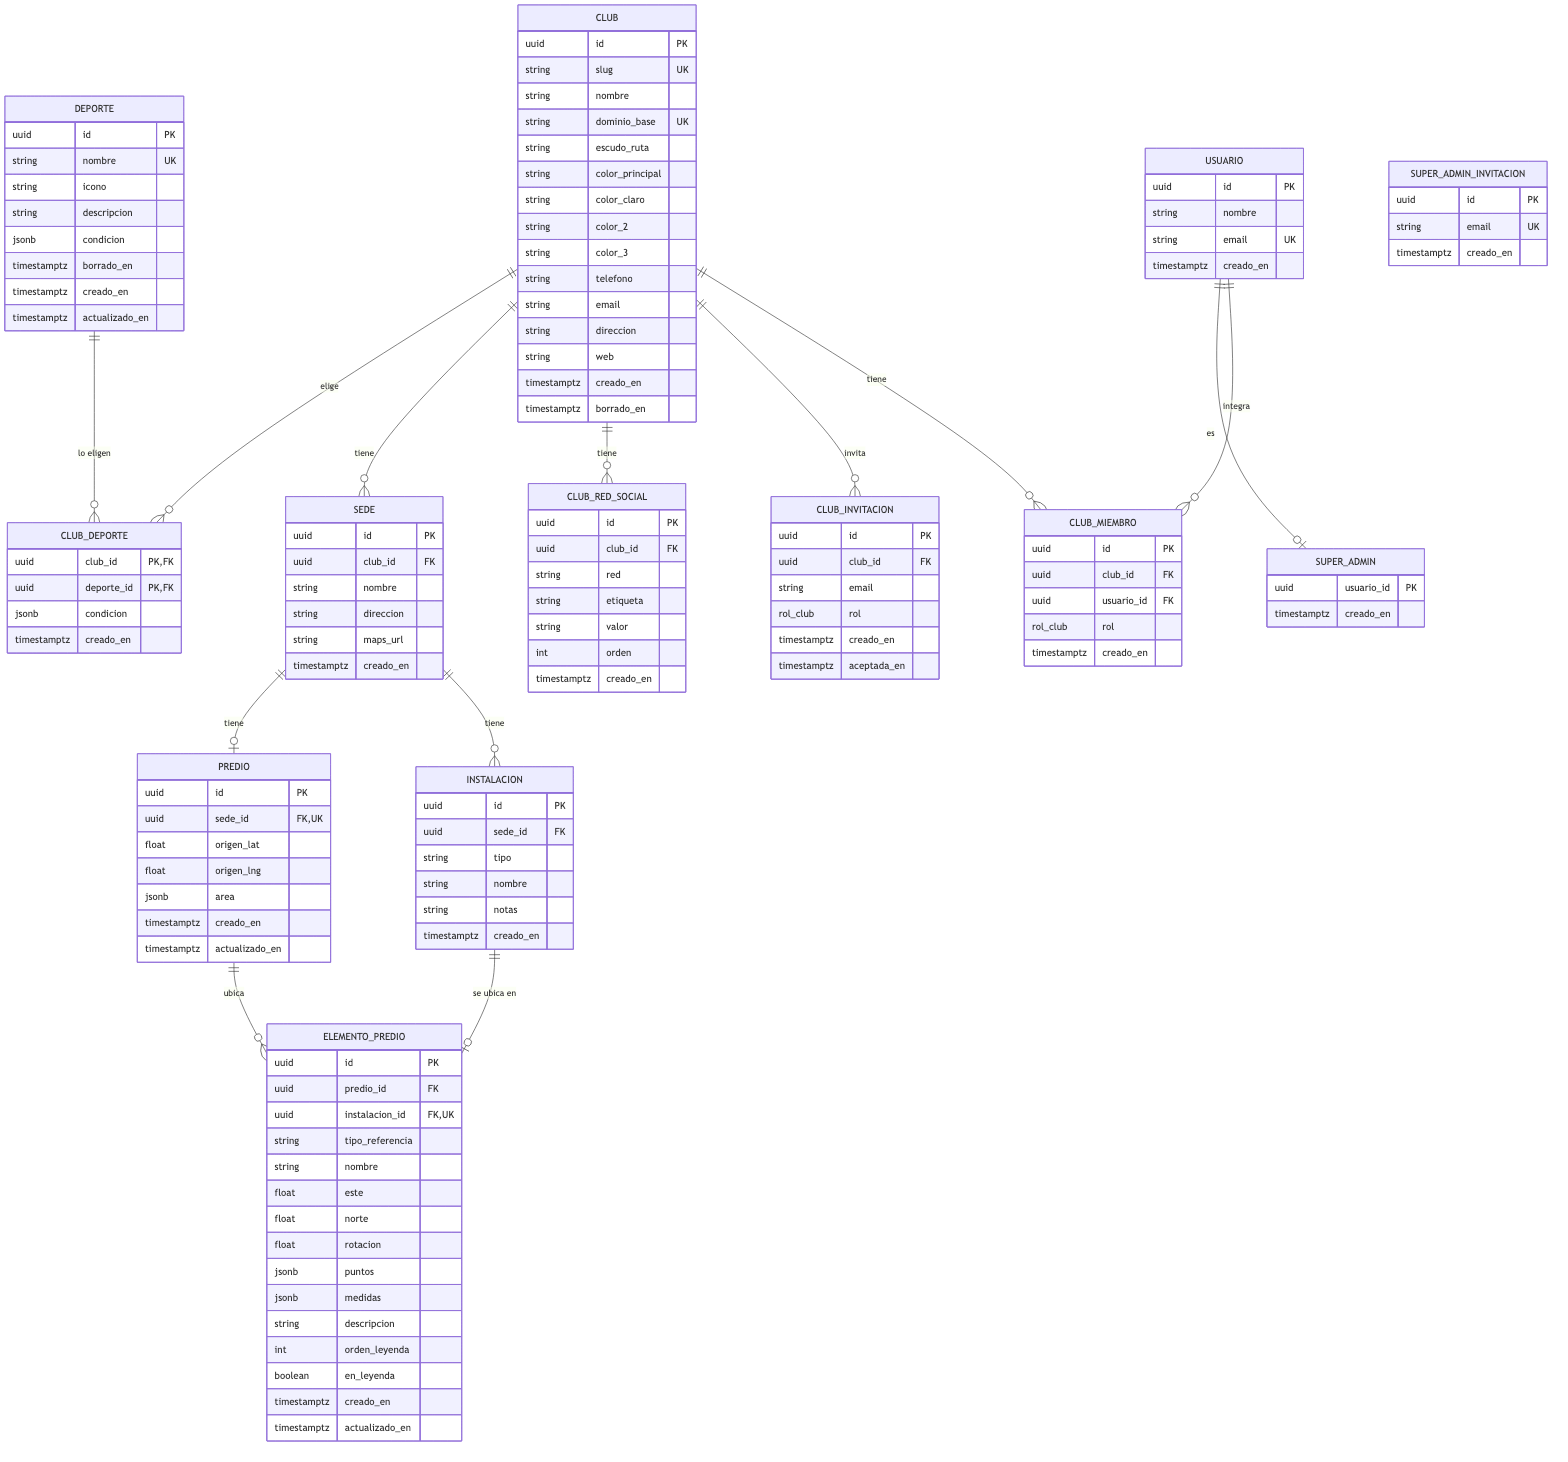 CLUB
uuid id PK
string slug UK
string nombre
string dominio_base UK
string escudo_ruta
string color_principal
string color_claro
string color_2
string color_3
string telefono
string email
string direccion
string web
timestamptz creado_en
timestamptz borrado_en
DEPORTE
uuid id PK
string nombre UK
string icono
string descripcion
jsonb condicion
timestamptz borrado_en
timestamptz creado_en
timestamptz actualizado_en
USUARIO
uuid id PK
string nombre
string email UK
timestamptz creado_en
SUPER_ADMIN_INVITACION
uuid id PK
string email UK
timestamptz creado_en
elige
tiene
integra
es
lo eligen
tiene
tiene
invita
CLUB_DEPORTE
uuid club_id PK,FK
uuid deporte_id PK,FK
jsonb condicion
timestamptz creado_en
SEDE
uuid id PK
uuid club_id FK
string nombre
string direccion
string maps_url
timestamptz creado_en
CLUB_RED_SOCIAL
uuid id PK
uuid club_id FK
string red
string etiqueta
string valor
int orden
timestamptz creado_en
CLUB_INVITACION
uuid id PK
uuid club_id FK
string email
rol_club rol
timestamptz creado_en
timestamptz aceptada_en
CLUB_MIEMBRO
uuid id PK
uuid club_id FK
uuid usuario_id FK
rol_club rol
timestamptz creado_en
SUPER_ADMIN
uuid usuario_id PK
timestamptz creado_en
tiene
tiene
PREDIO
uuid id PK
uuid sede_id FK,UK
float origen_lat
float origen_lng
jsonb area
timestamptz creado_en
timestamptz actualizado_en
INSTALACION
uuid id PK
uuid sede_id FK
string tipo
string nombre
string notas
timestamptz creado_en
ubica
se ubica en
ELEMENTO_PREDIO
uuid id PK
uuid predio_id FK
uuid instalacion_id FK,UK
string tipo_referencia
string nombre
float este
float norte
float rotacion
jsonb puntos
jsonb medidas
string descripcion
int orden_leyenda
boolean en_leyenda
timestamptz creado_en
timestamptz actualizado_en